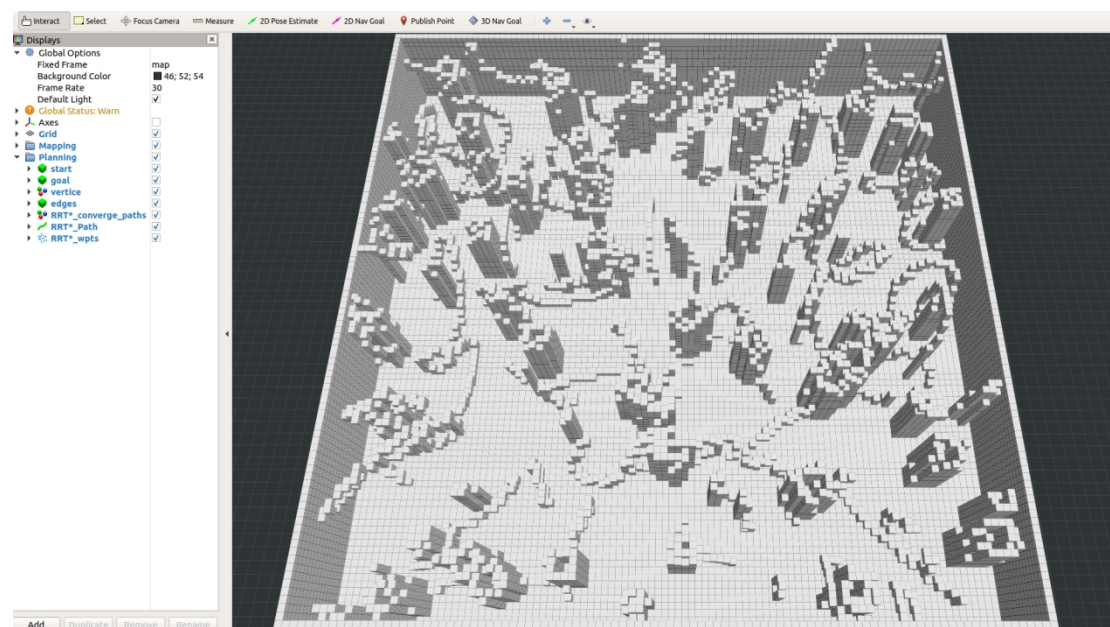 Interact Select Focus Camera Measure 2D Pose Estimate 2D Nav Goal Publish Point 3D Nav Goal
Displays
Global Options
Fixed Frame map
Background Color 46; 52; 54
Frame Rate 30
Default Light
Global Status: Warn
Axes
Grid
Mapping
Planning
start
goal
vertice
edges
RRT*_converge_paths
RRT*_Path
RRT*_wpts
Add Duplicate Remove Rename